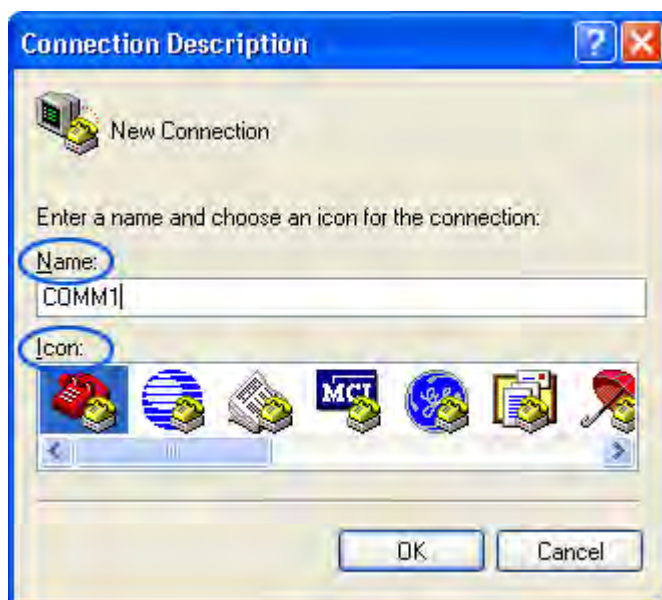 Connection Description
New Connection
Enter a name and choose an icon for the connection:
Name:
COMM1
Icon:
MCI
OK Cancel